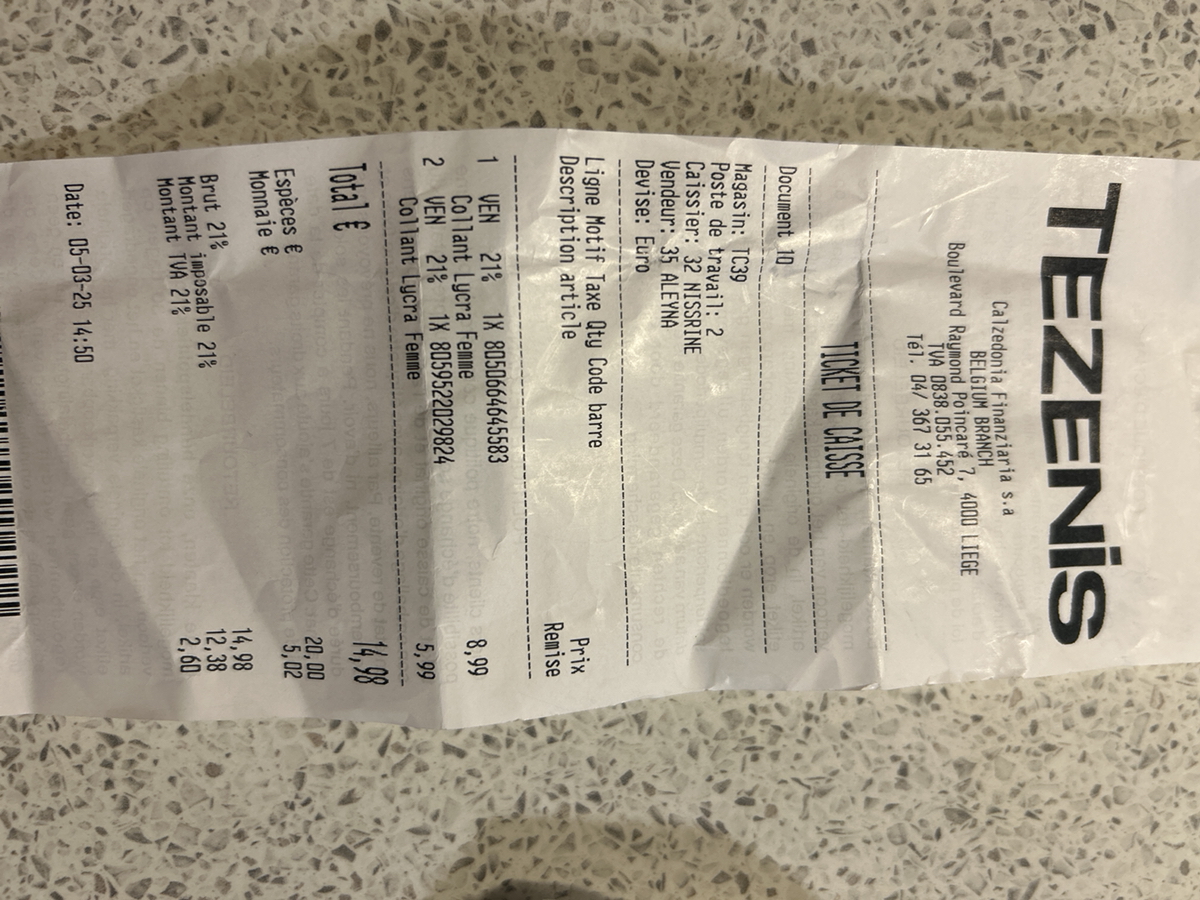 TEZENiS
Calzedonia Finanziaria s.a
BELGIUM BRANCH
Boulevard Raymond Poincaré 7, 4000 LIEGE
TVA 0838.055.452
Tél. 04/ 367 31 65
TICKET DE CAISSE
Document 10
Magasin: TC39
Poste de travail: 2
Caissier: 32 NISSRINE
Vendeur: 35 ALEYNA
Devise: Euro
Ligne Motif Taxe Qty Code barre Prix
Description article Remise
1 VEN 21% 1X 8050664645583 8,99
Collant Lycra Femme
2 VEN 21% 1X 8059522029824 5,99
Collant Lycra Femme
Total € 14,98
Espèces € 20,00
Monnaie € 5,02
Brut 21% 14,98
Montant imposable 21% 12,38
Montant TVA 21% 2,60
Date: 05-03-25 14:50